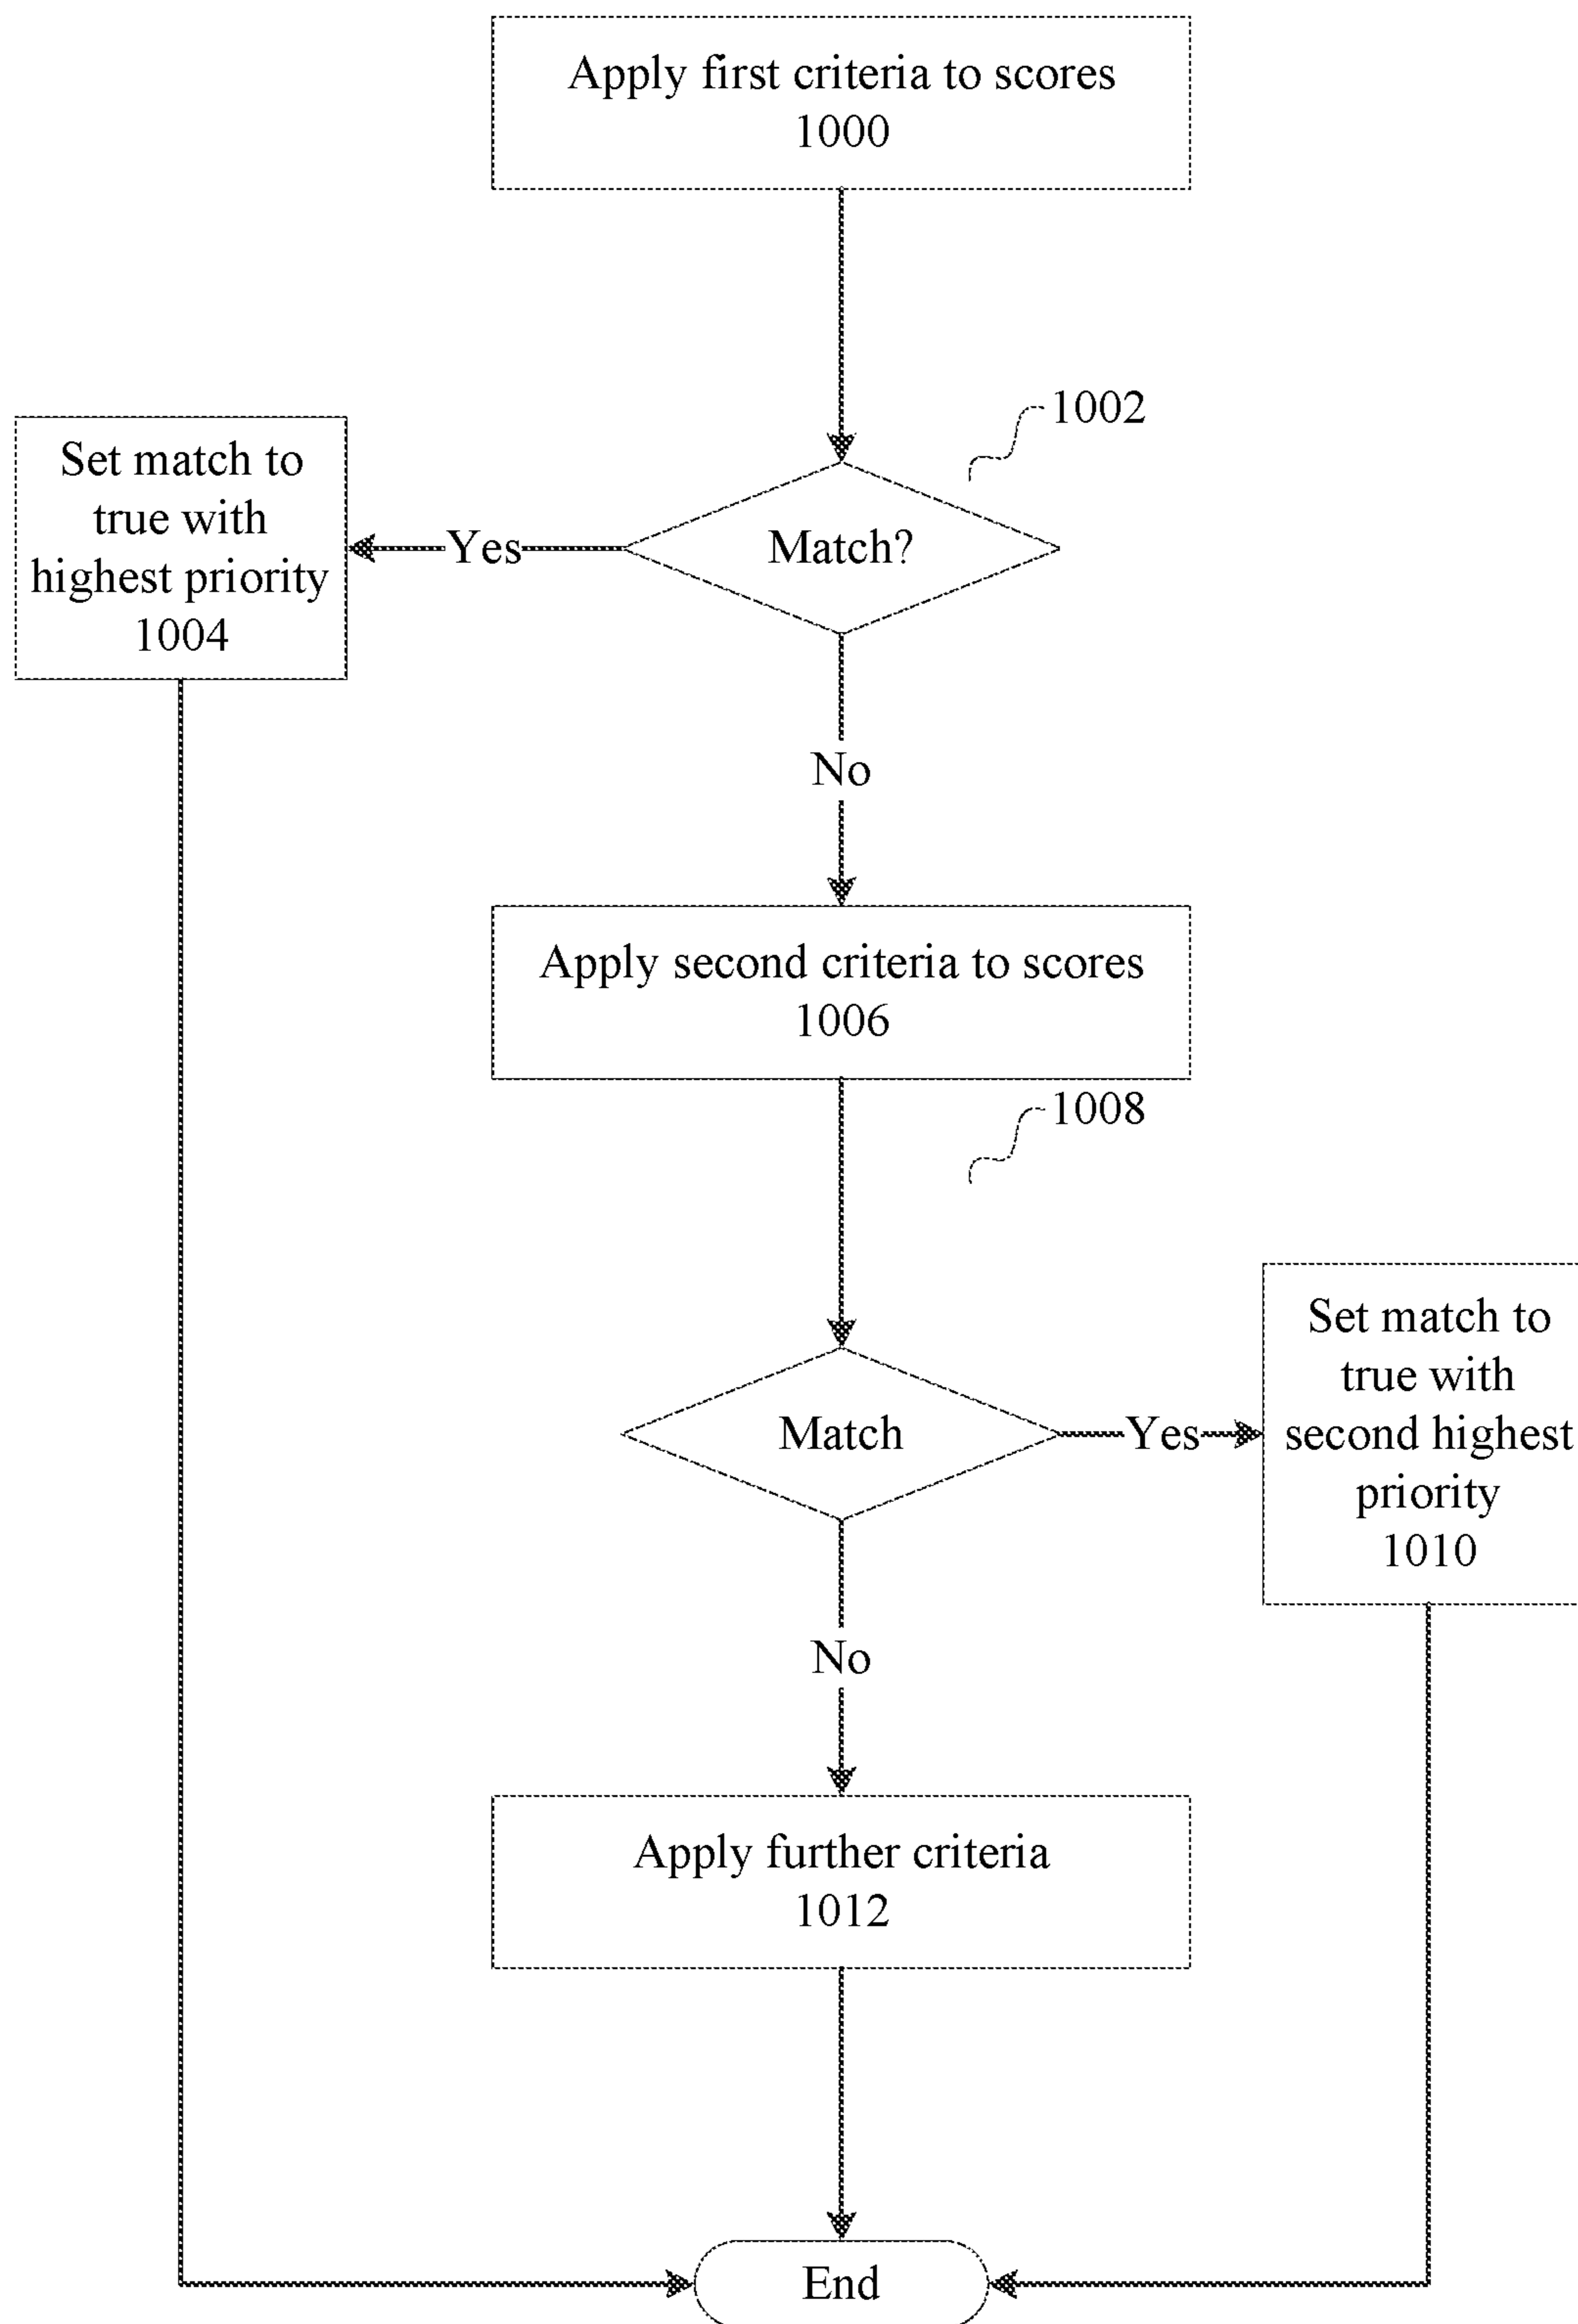 Apply first criteria to scores
1000
1002
Set match to
true with
highest priority
1004
Yes
Match?
No
Apply second criteria to scores
1006
1008
Match
Yes
Set match to
true with
second highest
priority
1010
No
Apply further criteria
1012
End